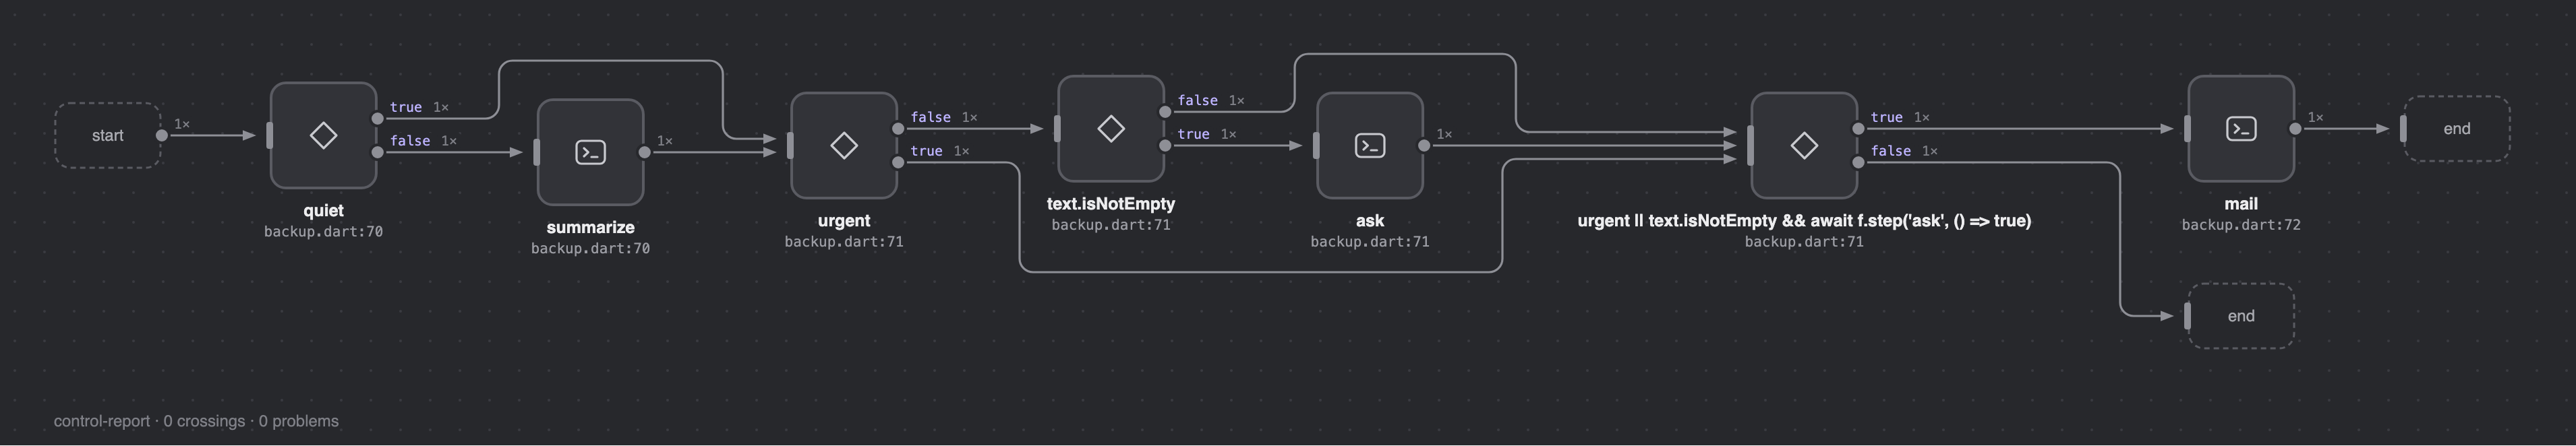 start
1×
quiet
backup.dart:70
true 1×
false 1×
summarize
backup.dart:70
1×
urgent
backup.dart:71
false 1×
true 1×
text.isNotEmpty
backup.dart:71
false 1×
true 1×
ask
backup.dart:71
1×
urgent || text.isNotEmpty && await f.step('ask', () => true)
backup.dart:71
true 1×
false 1×
mail
backup.dart:72
1×
end
end
control-report · 0 crossings · 0 problems